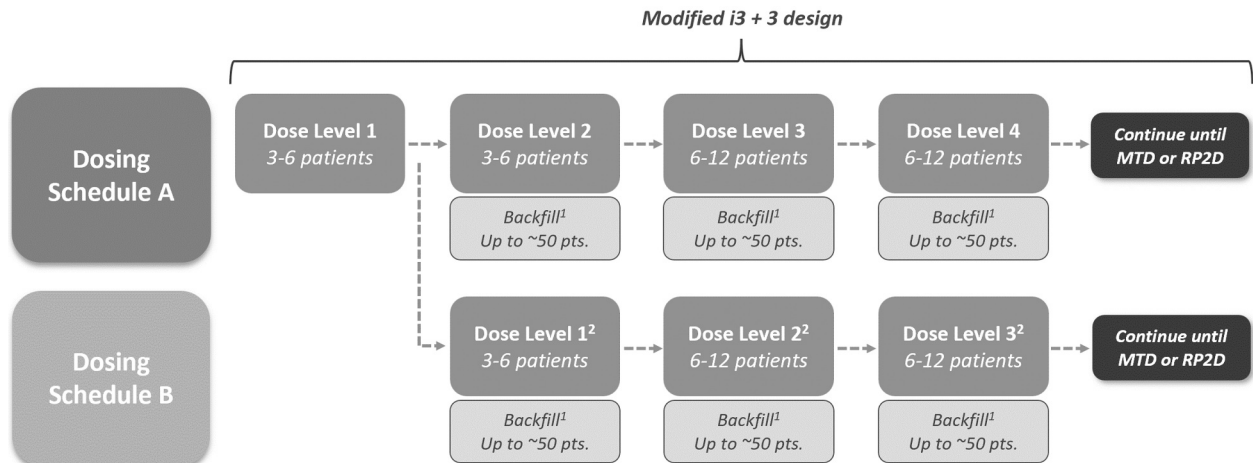 Modified i3 + 3 design
Dosing
Schedule A
Dose Level 1
3-6 patients
Dose Level 2
3-6 patients
Backfill¹
Up to ~50 pts.
Dose Level 3
6-12 patients
Backfill¹
Up to ~50 pts.
Dose Level 4
6-12 patients
Backfill¹
Up to ~50 pts.
Continue until
MTD or RP2D
Dosing
Schedule B
Dose Level 1²
3-6 patients
Backfill¹
Up to ~50 pts.
Dose Level 2²
6-12 patients
Backfill¹
Up to ~50 pts.
Dose Level 3²
6-12 patients
Backfill¹
Up to ~50 pts.
Continue until
MTD or RP2D